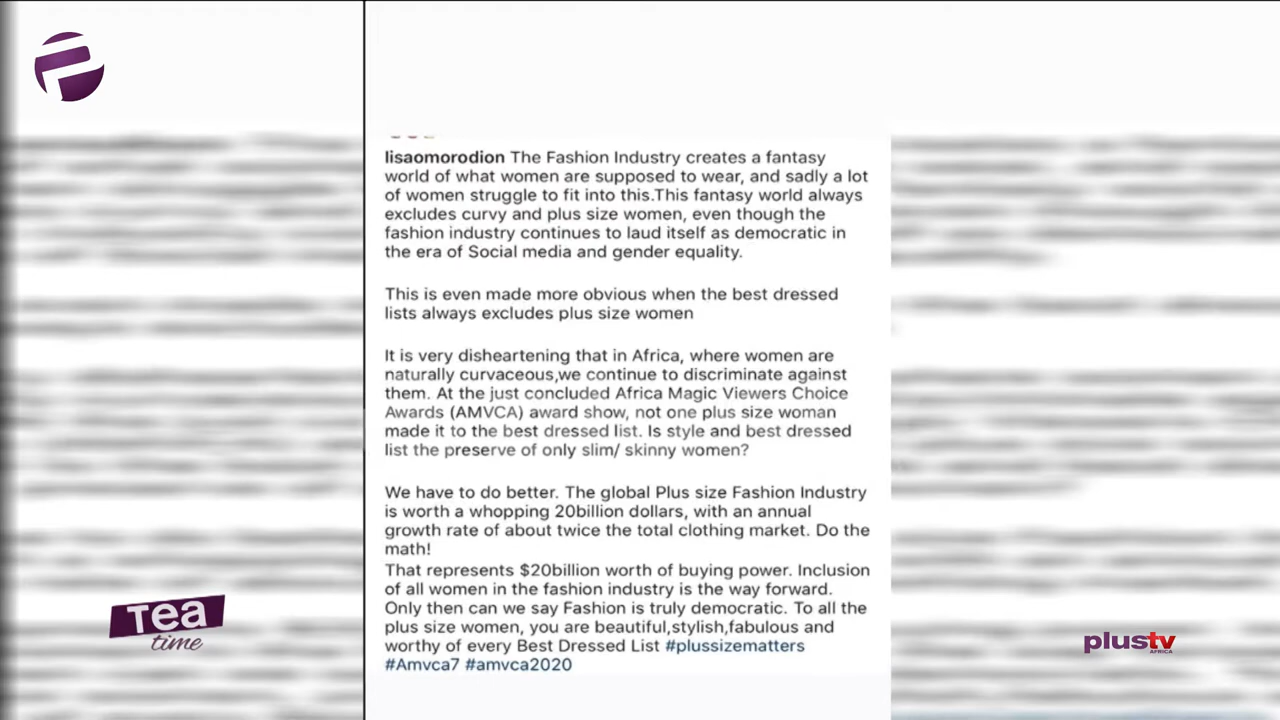 lisaomorodion The Fashion Industry creates a fantasy
world of what women are supposed to wear, and sadly a lot
of women struggle to fit into this.This fantasy world always
excludes curvy and plus size women, even though the
fashion industry continues to laud itself as democratic in
the era of Social media and gender equality.
This is even made more obvious when the best dressed
lists always excludes plus size women
It is very disheartening that in Africa, where women are
naturally curvaceous,we continue to discriminate against
them. At the just concluded Africa Magic Viewers Choice
Awards (AMVCA) award show, not one plus size woman
made it to the best dressed list. Is style and best dressed
list the preserve of only slim/ skinny women?
We have to do better. The global Plus size Fashion Industry
is worth a whopping 20billion dollars, with an annual
growth rate of about twice the total clothing market. Do the
math!
That represents $20billion worth of buying power. Inclusion
of all women in the fashion industry is the way forward.
Only then can we say Fashion is truly democratic. To all the
plus size women, you are beautiful,stylish,fabulous and
worthy of every Best Dressed List #plussizematters
#Amvca7 #amvca2020
Tea
time
plustv
AFRICA